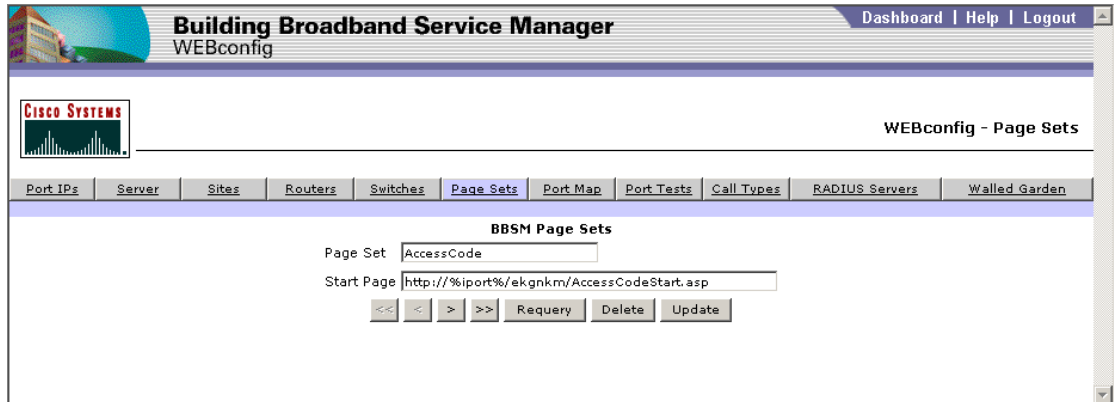 Building Broadband Service Manager
WEBconfig
Dashboard | Help | Logout
CISCO SYSTEMS
WEBconfig - Page Sets
Port IPs Server Sites Routers Switches Page Sets Port Map Port Tests Call Types RADIUS Servers Walled Garden
BBSM Page Sets
Page Set AccessCode
Start Page http://%iport%/ekgnkm/AccessCodeStart.asp
<< < > >> Requery Delete Update